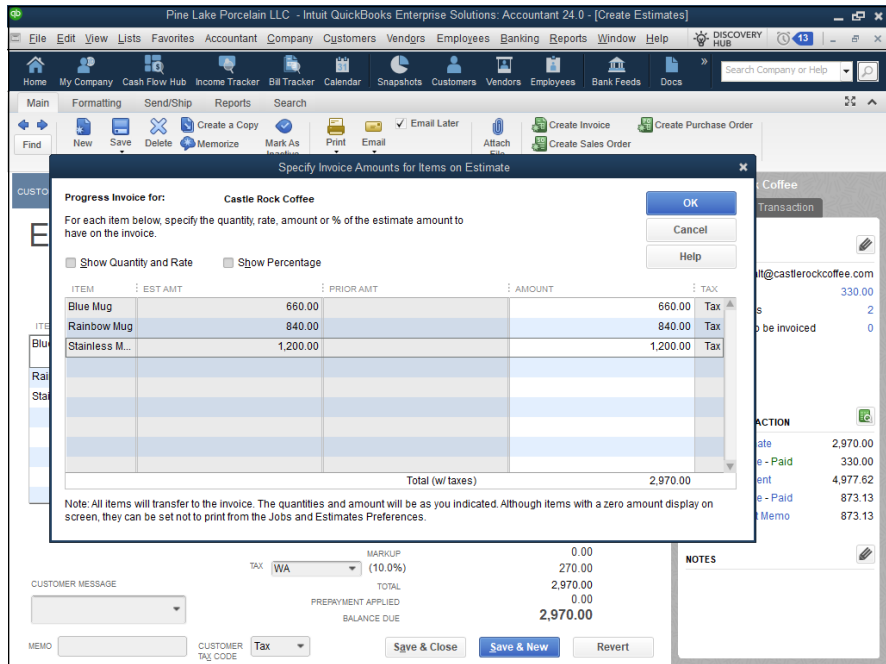 Pine Lake Porcelain LLC - Intuit QuickBooks Enterprise Solutions: Accountant 24.0 - [Create Estimates]
File Edit View Lists Favorites Accountant Company Customers Vendors Employees Banking Reports Window Help DISCOVERY HUB 13
Home My Company Cash Flow Hub Income Tracker Bill Tracker Calendar Snapshots Customers Vendors Employees Bank Feeds Docs » Search Company or Help
Main Formatting Send/Ship Reports Search
Find New Save Delete Create a Copy Memorize Mark As Print Email Email Later Attach Create Invoice Create Sales Order Create Purchase Order
Specify Invoice Amounts for Items on Estimate
Progress Invoice for: Castle Rock Coffee
For each item below, specify the quantity, rate, amount or % of the estimate amount to
have on the invoice.
OK
Cancel
Help
Show Quantity and Rate Show Percentage
ITEM EST AMT PRIOR AMT AMOUNT TAX
Blue Mug 660.00 660.00 Tax
Rainbow Mug 840.00 840.00 Tax
Stainless M... 1,200.00 1,200.00 Tax
Total (w/ taxes) 2,970.00
Note: All items will transfer to the invoice. The quantities and amount will be as you indicated. Although items with a zero amount display on
screen, they can be set not to print from the Jobs and Estimates Preferences.
CUSTO
E
ITE
Blu
Rai
Stai
Coffee
Transaction
lt@castlerockcoffee.com
330.00
s 2
o be invoiced 0
ACTION
ate 2,970.00
e - Paid 330.00
ent 4,977.62
e - Paid 873.13
t Memo 873.13
NOTES
MARKUP 0.00
TAX WA (10.0%) 270.00
TOTAL 2,970.00
PREPAYMENT APPLIED 0.00
BALANCE DUE 2,970.00
CUSTOMER MESSAGE
MEMO
CUSTOMER TAX CODE Tax
Save & Close Save & New Revert